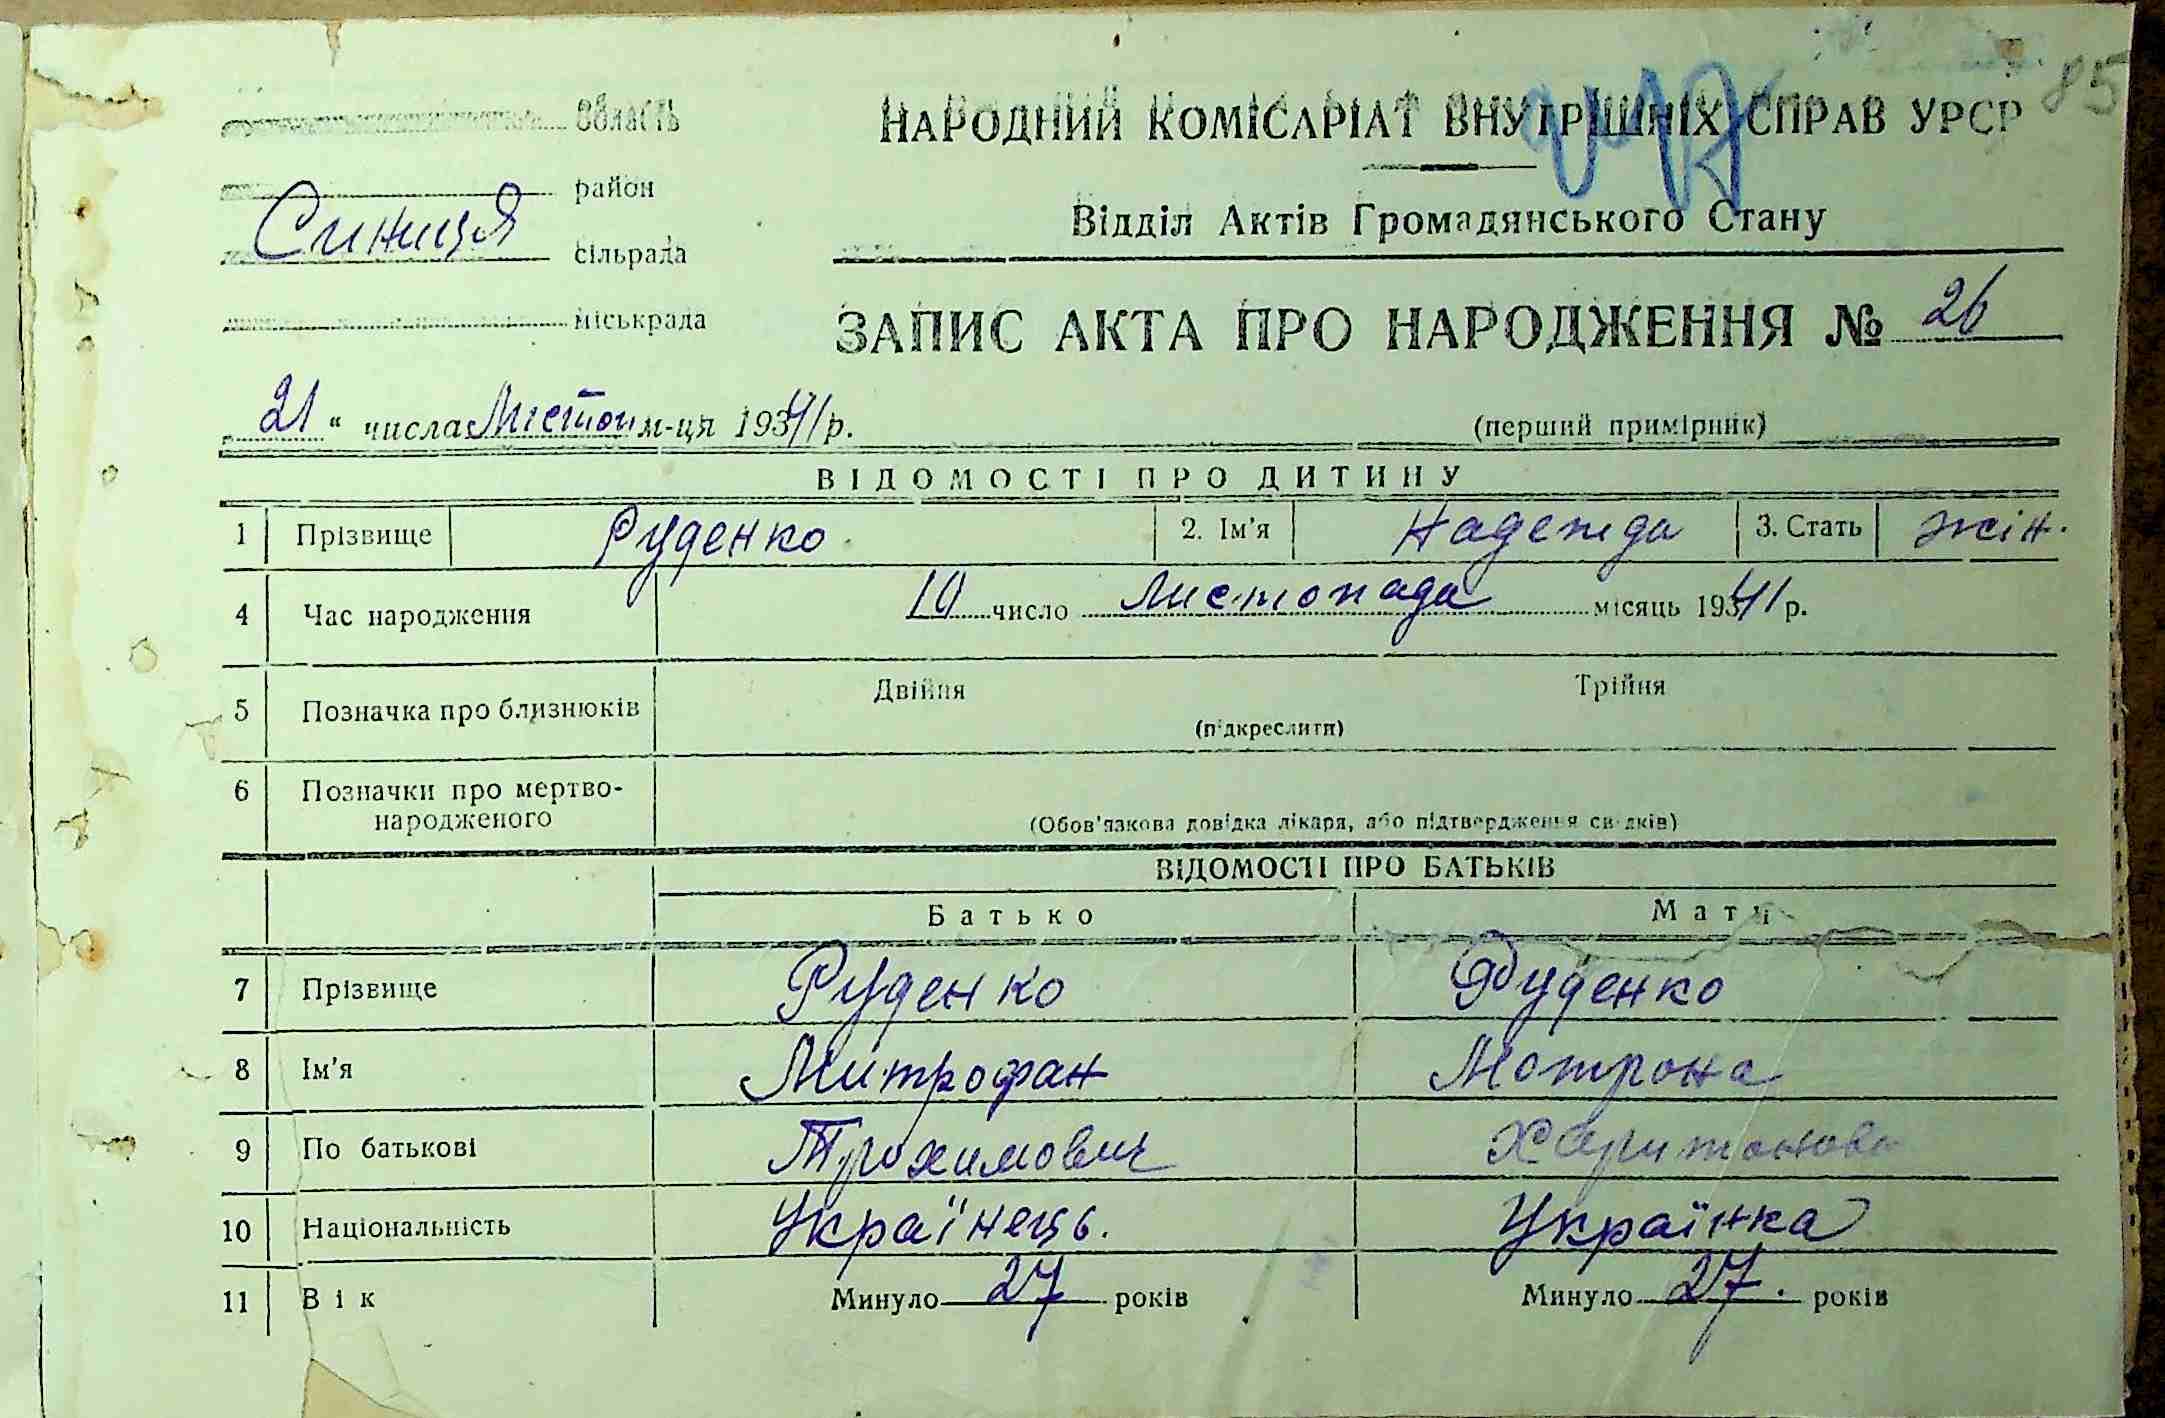 85
Область
НАРОДНИЙ КОМІСАРІАТ ВНУТРІШНІХ СПРАВ УРСР
район
Відділ Актів Громадянського Стану
Синиця сільрада
міськрада
ЗАПИС АКТА ПРО НАРОДЖЕННЯ № 26
21 " числа Листоп м-ця 1941 р.
(перший примірник)
ВІДОМОСТІ ПРО ДИТИНУ
1 Прізвище Руденко 2. Ім'я Надежда 3. Стать жін.
4 Час народження 10 число Листопада місяць 1941 р.
5 Позначка про близнюків Двійня Трійня
(підкреслити)
6 Позначки про мертво-
народженого
(Обов'язкова довідка лікаря, або підтвердження свідків)
ВІДОМОСТІ ПРО БАТЬКІВ
Батько Мати
7 Прізвище Руденко Руденко
8 Ім'я Митрофан Мотрона
9 По батькові Трохимович Харитоновн
10 Національність Українець. Українка
11 Вік Минуло 27 років Минуло 27. років